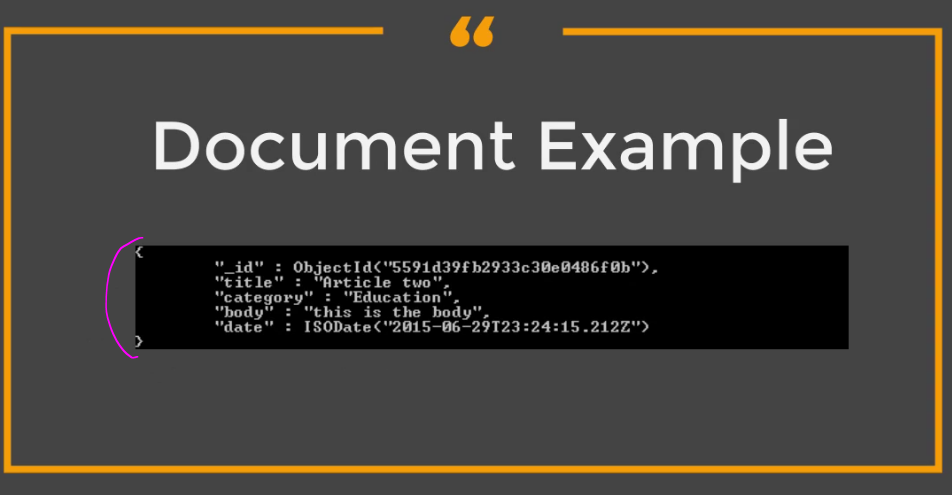 “
Document Example
{
"_id" : ObjectId("5591d39fb2933c30e0486f0b"),
"title" : "Article two",
"category" : "Education",
"body" : "this is the body",
"date" : ISODate("2015-06-29T23:24:15.212Z")
}